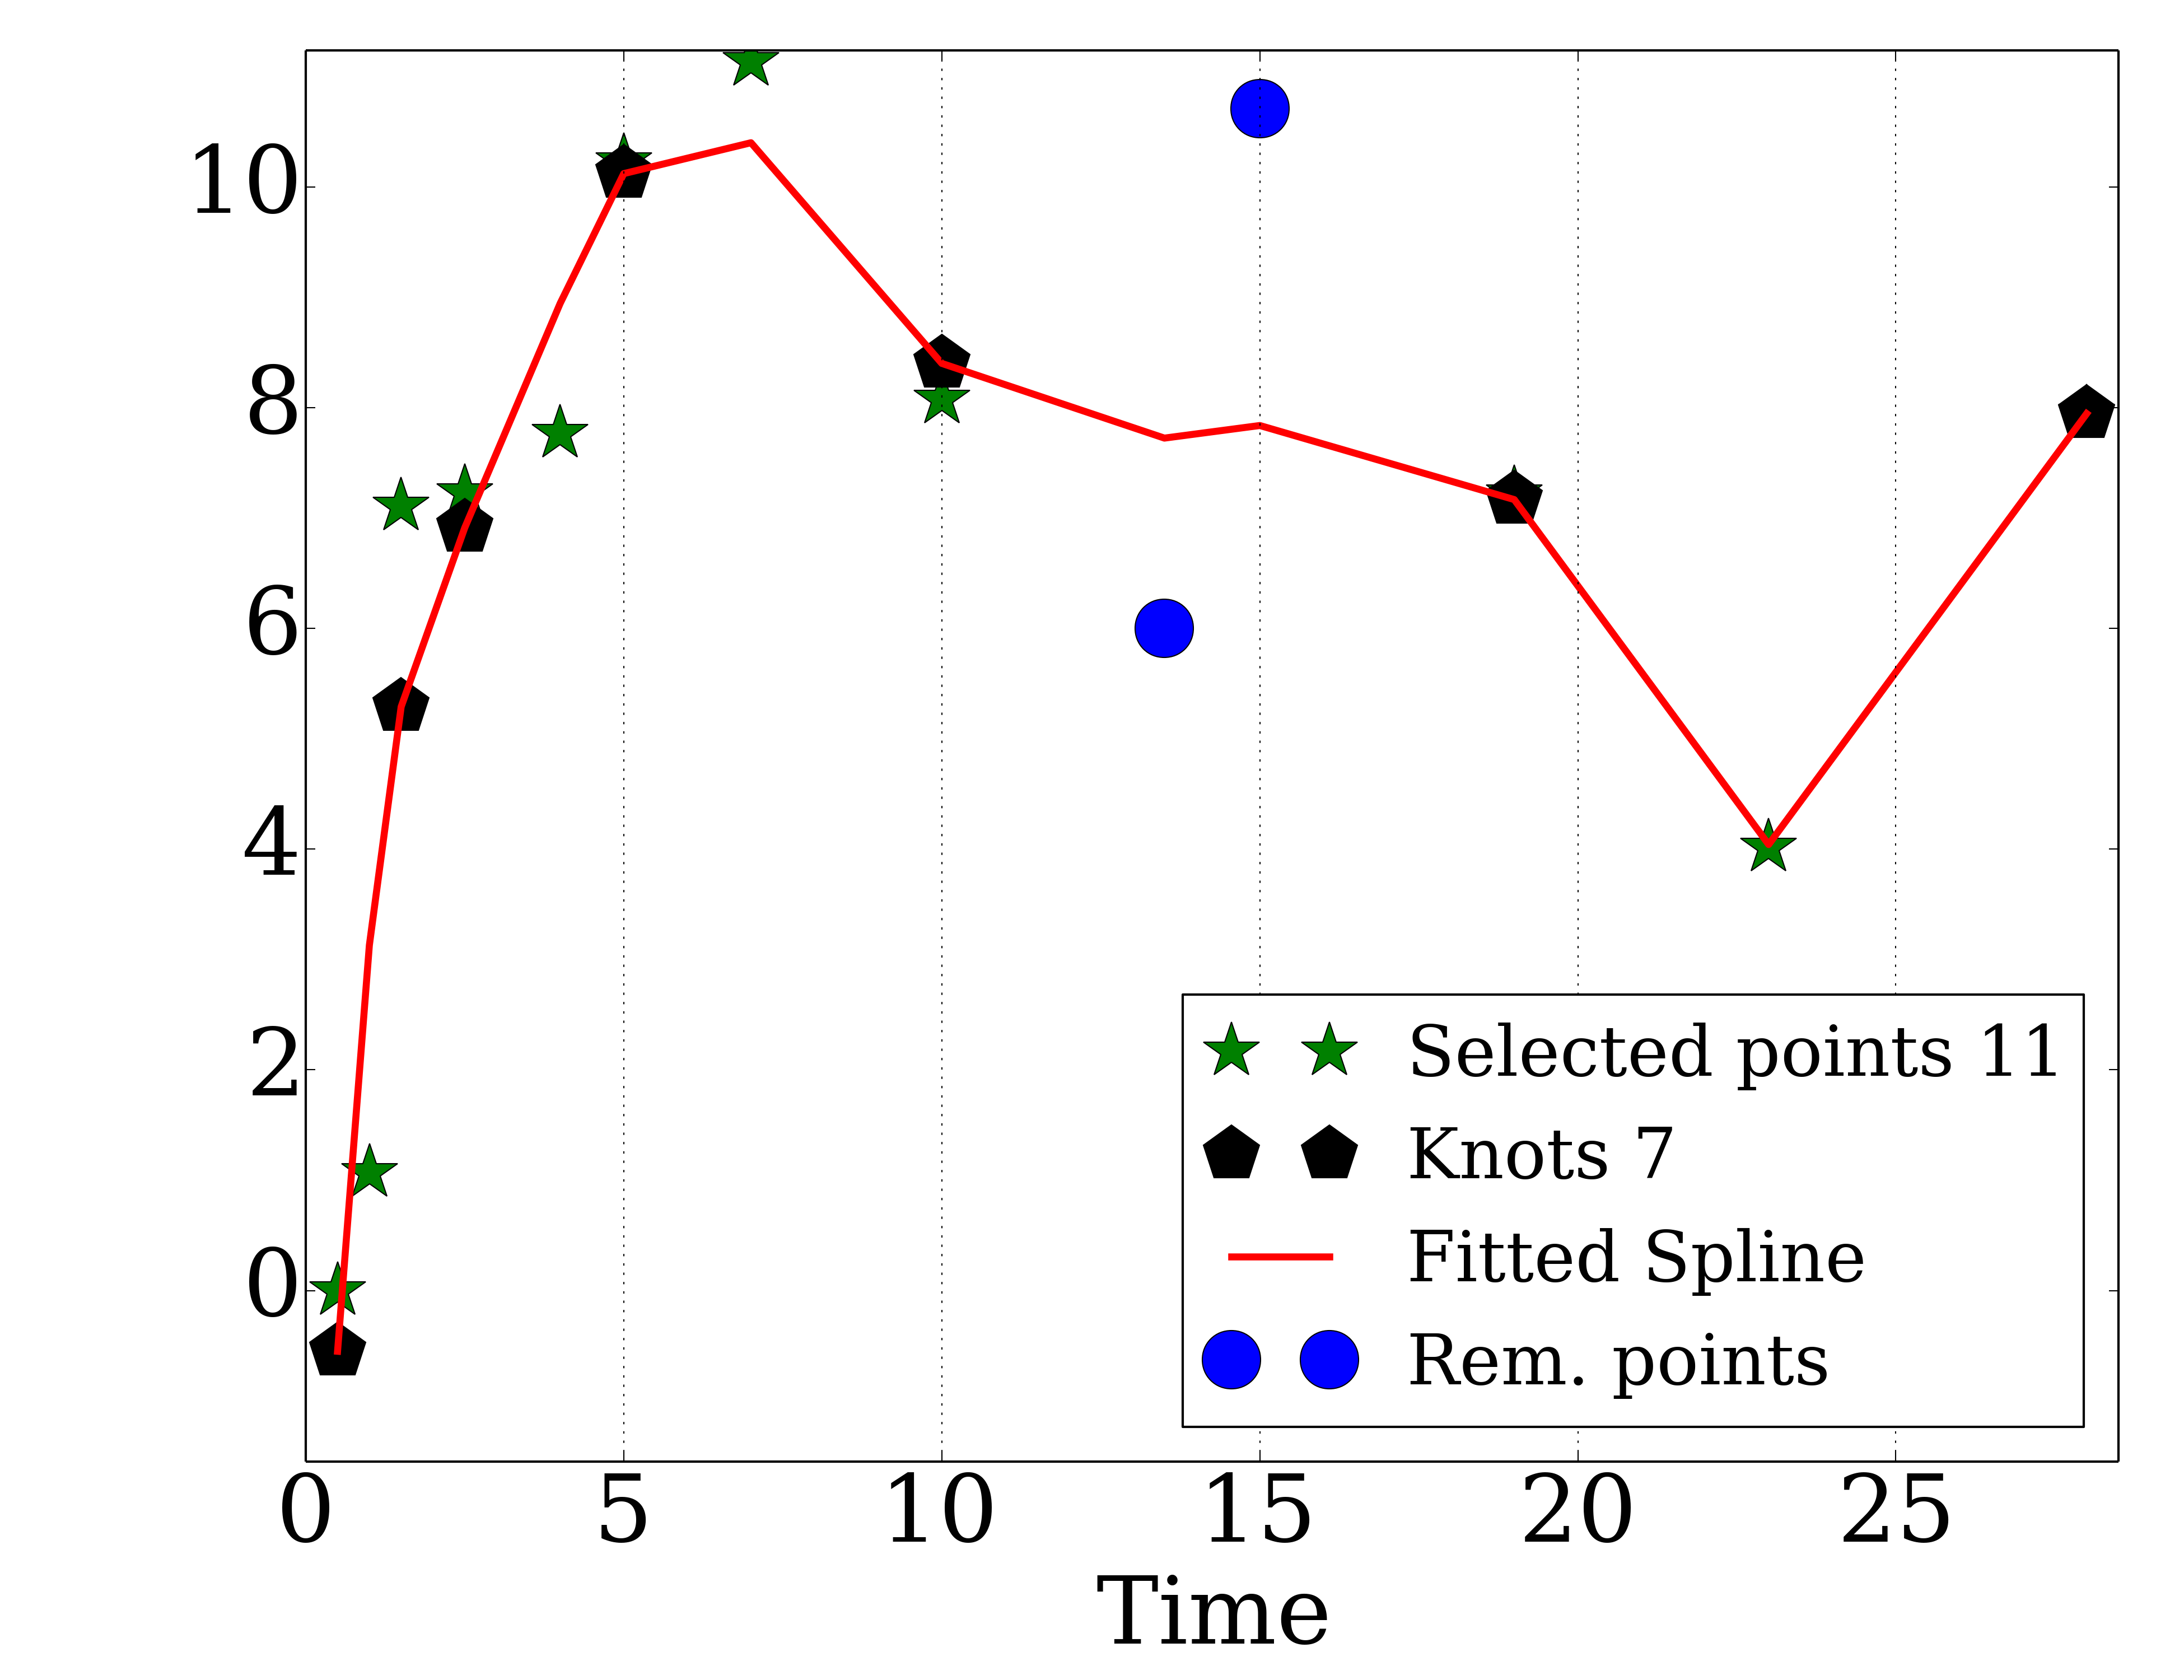 10
8
6
4
2
0
Selected points 11
Knots 7
Fitted Spline
Rem. points
0 5 10 15 20 25
Time